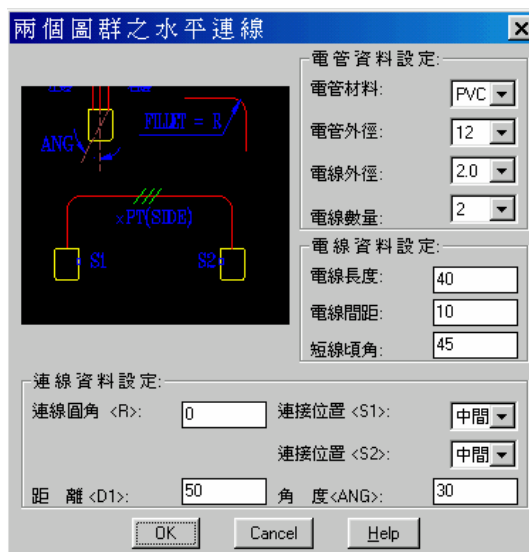 兩個圖群之水平連線
電管資料設定:
電管材料: PVC
電管外徑: 12
電線外徑: 2.0
電線數量: 2
ANG
FILLET = R
×PT(SIDE)
S1 S2
電線資料設定:
電線長度: 40
電線間距: 10
短線頃角: 45
連線資料設定:
連線圓角 <R>: 0 連接位置 <S1>: 中間
連接位置 <S2>: 中間
距 離 <D1>: 50 角 度<ANG>: 30
OK Cancel Help